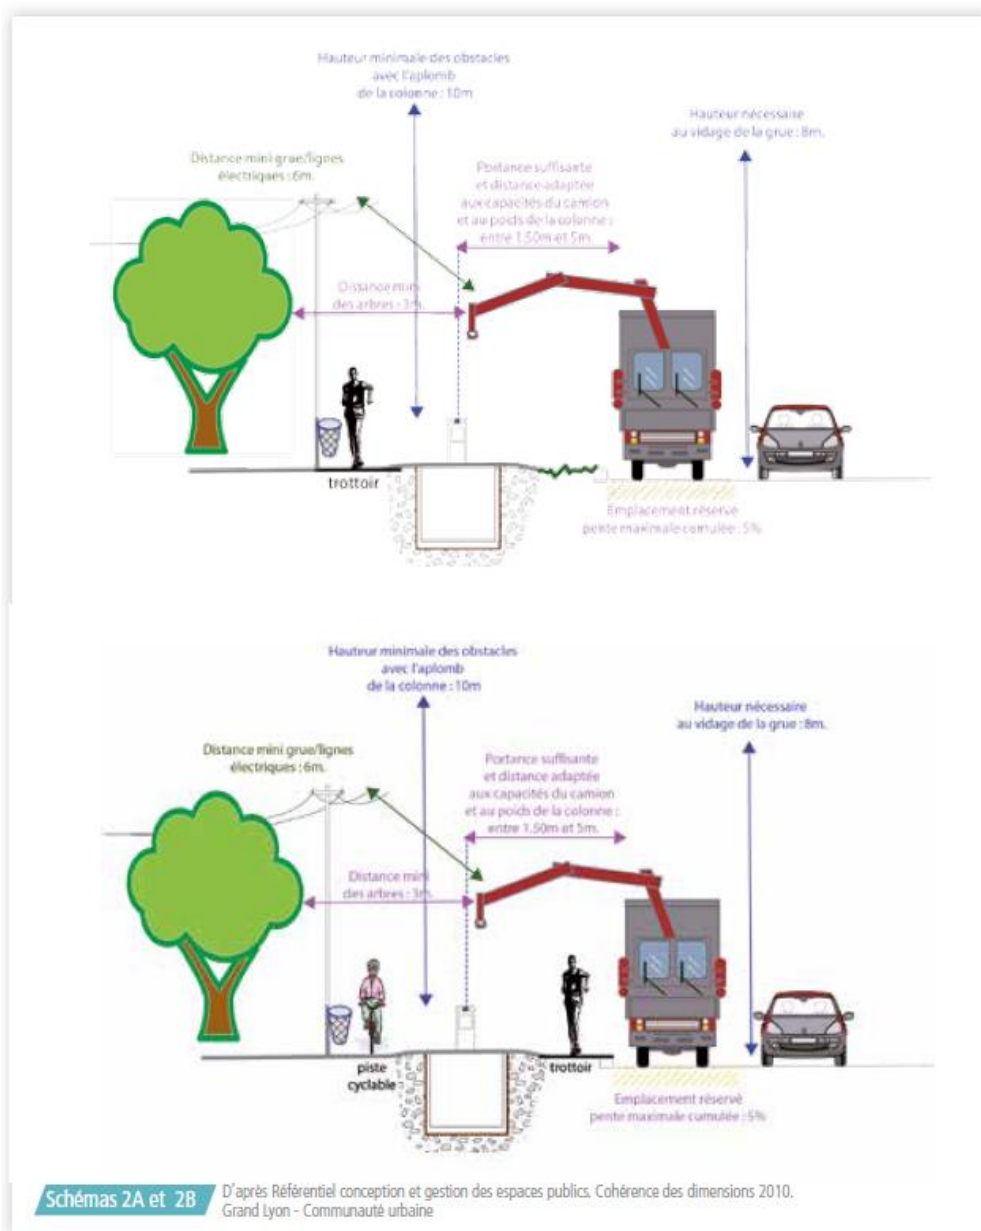 Hauteur minimale des obstacles
avec l'aplomb
de la colonne : 10m
Hauteur nécessaire
au vidage de la grue : 8m.
Distance mini grue/lignes
électriques : 6m.
Portance suffisante
et distance adaptée
aux capacités du camion
et au poids de la colonne :
entre 1.50m et 5m.
Distance mini
des arbres : 3m.
trottoir
Emplacement réservé
pente maximale cumulée : 5%
Hauteur minimale des obstacles
avec l'aplomb
de la colonne : 10m
Hauteur nécessaire
au vidage de la grue : 8m.
Distance mini grue/lignes
électriques : 6m.
Portance suffisante
et distance adaptée
aux capacités du camion
et au poids de la colonne :
entre 1.50m et 5m.
Distance mini
des arbres : 3m.
piste
cyclable
trottoir
Emplacement réservé
pente maximale cumulée : 5%
Schémas 2A et 2B
D'après Référentiel conception et gestion des espaces publics. Cohérence des dimensions 2010.
Grand Lyon - Communauté urbaine